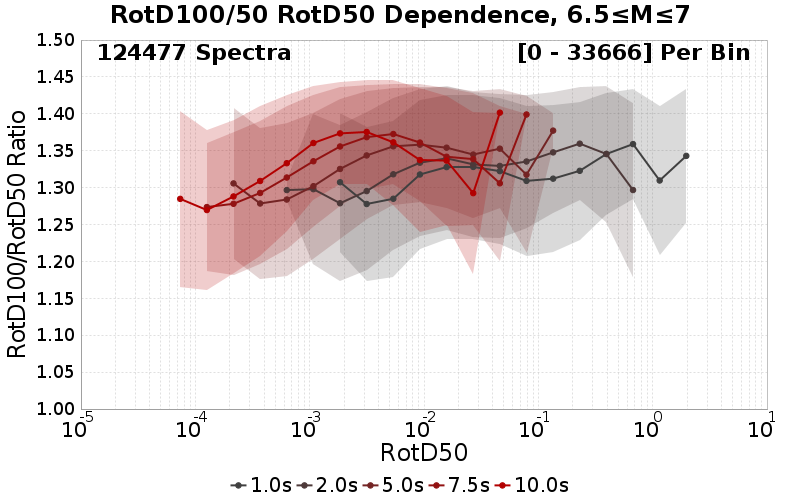 RotD100/50 RotD50 Dependence, 6.5≤M≤7
124477 Spectra
[0 - 33666] Per Bin
RotD100/RotD50 Ratio
1.50
1.45
1.40
1.35
1.30
1.25
1.20
1.15
1.10
1.05
1.00
10^-5 10^-4 10^-3 10^-2 10^-1 10^0 10^1
RotD50
1.0s 2.0s 5.0s 7.5s 10.0s